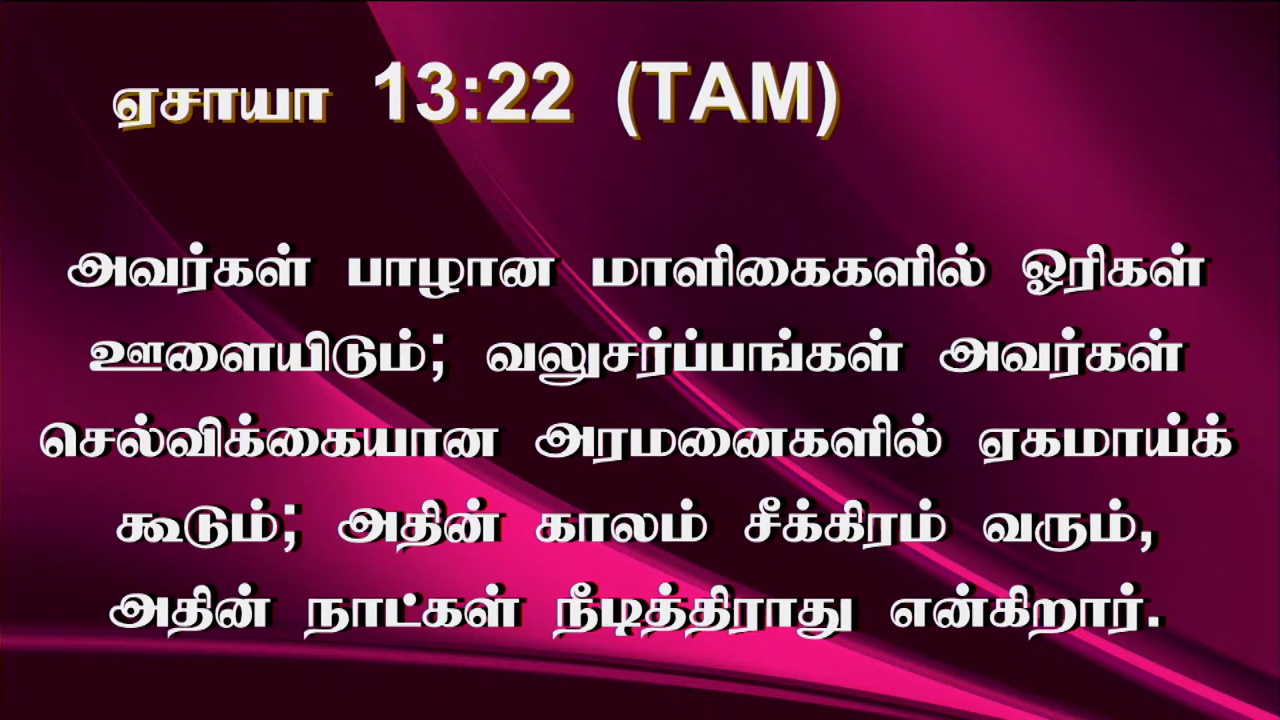 ஏசாயா 13:22 (TAM)
அவர்கள் பாழான மாளிகைகளில் ஓரிகள்
ஊளையிடும்; வலுசர்ப்பங்கள் அவர்கள்
செல்விக்கையான அரமனைகளில் ஏகமாய்க்
கூடும்; அதின் காலம் சீக்கிரம் வரும்,
அதின் நாட்கள் நீடித்திராது என்கிறார்.